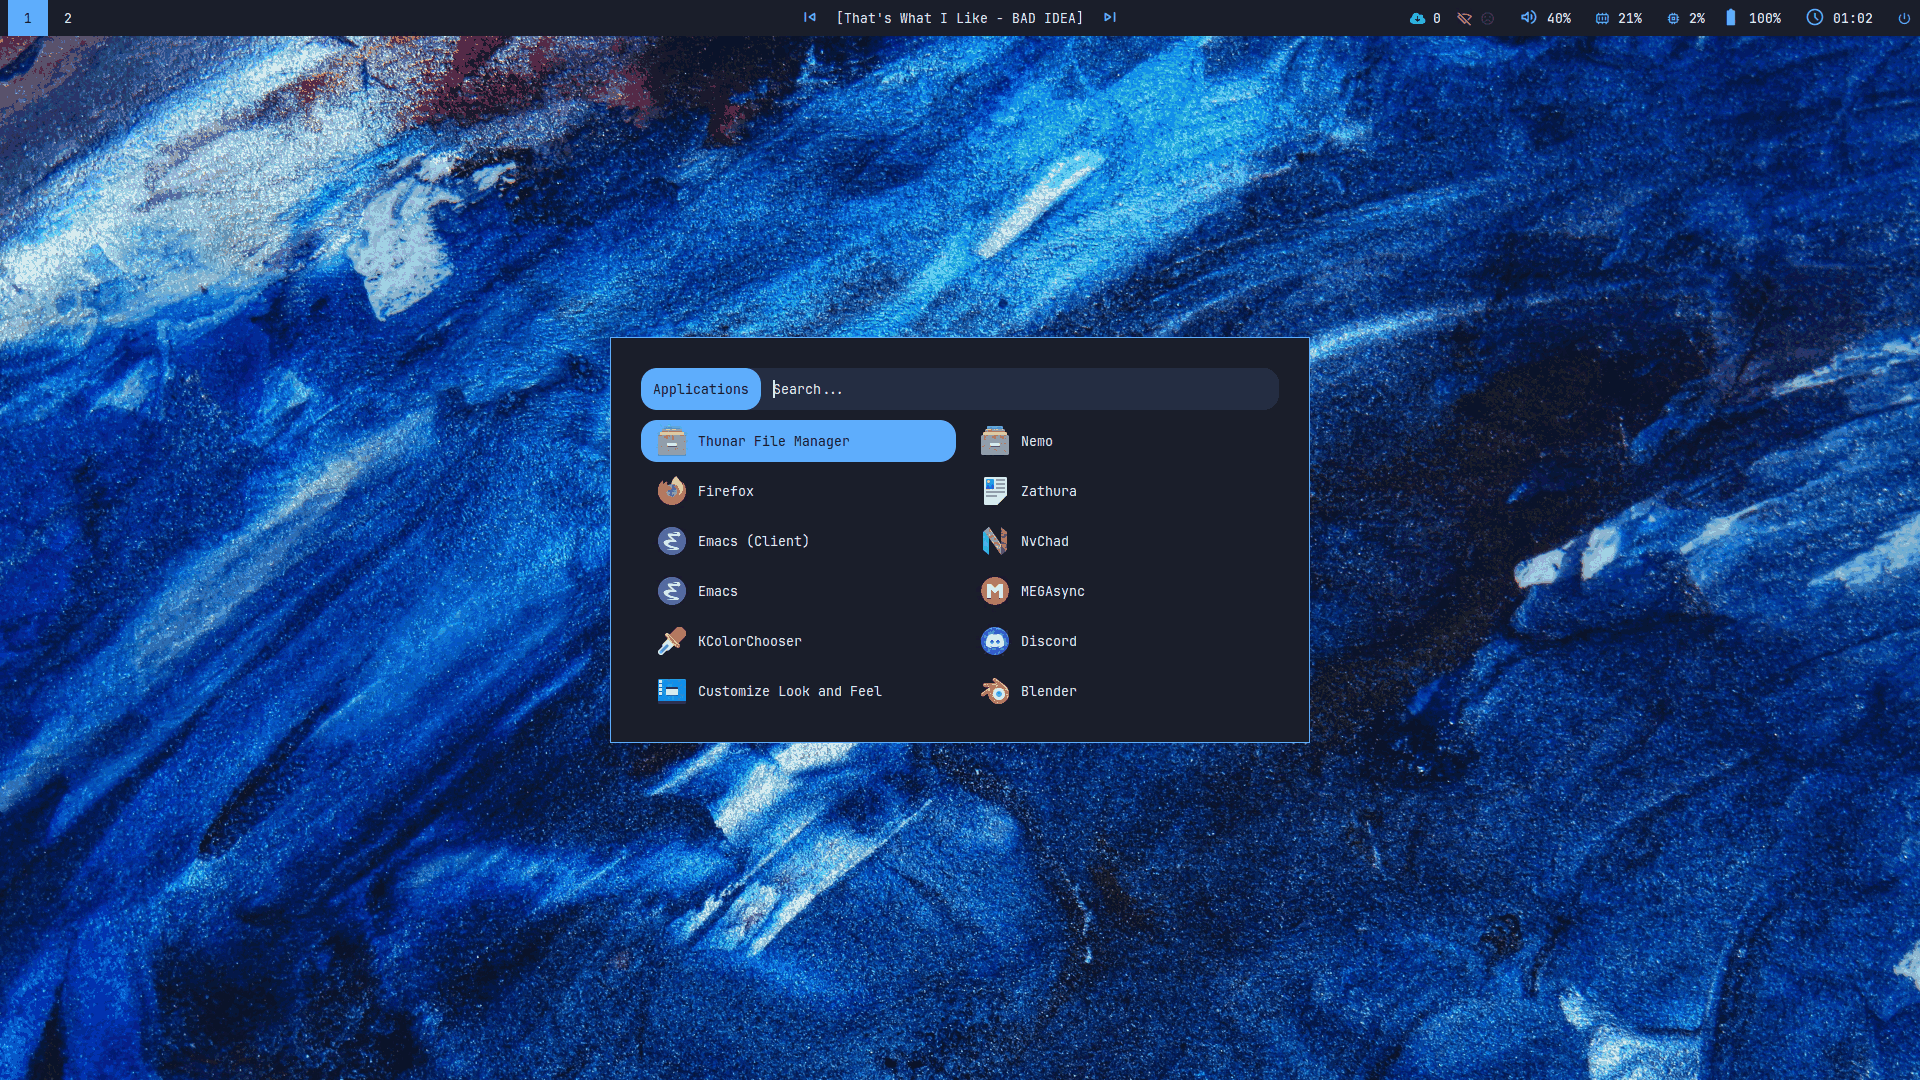 1 2 [That's What I Like - BAD IDEA] 0 40% 21% 2% 100% 01:02
Applications Search...
Thunar File Manager Nemo
Firefox Zathura
Emacs (Client) NvChad
Emacs MEGAsync
KColorChooser Discord
Customize Look and Feel Blender